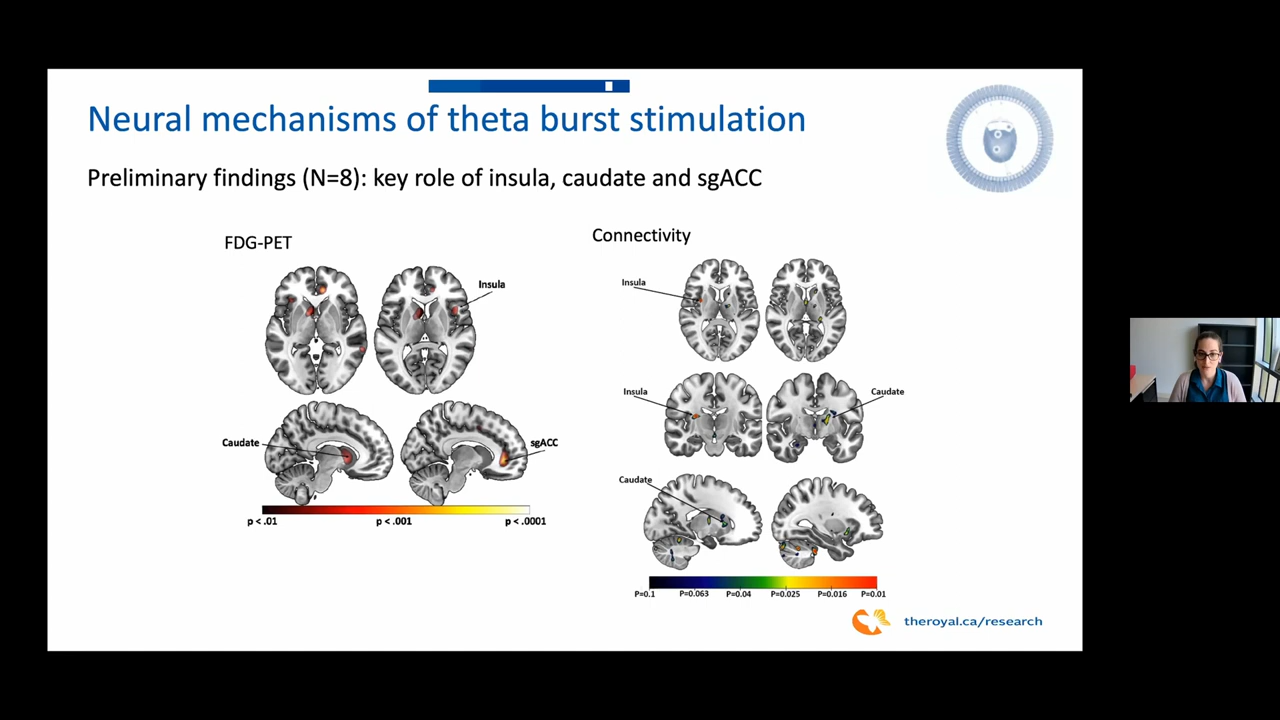 Neural mechanisms of theta burst stimulation
Preliminary findings (N=8): key role of insula, caudate and sgACC
FDG-PET
Insula
Caudate
sgACC
p < .01
p < .001
p < .0001
Connectivity
Insula
Insula
Caudate
Caudate
P=0.1
P=0.063
P=0.04
P=0.025
P=0.016
P=0.01
theroyal.ca/research